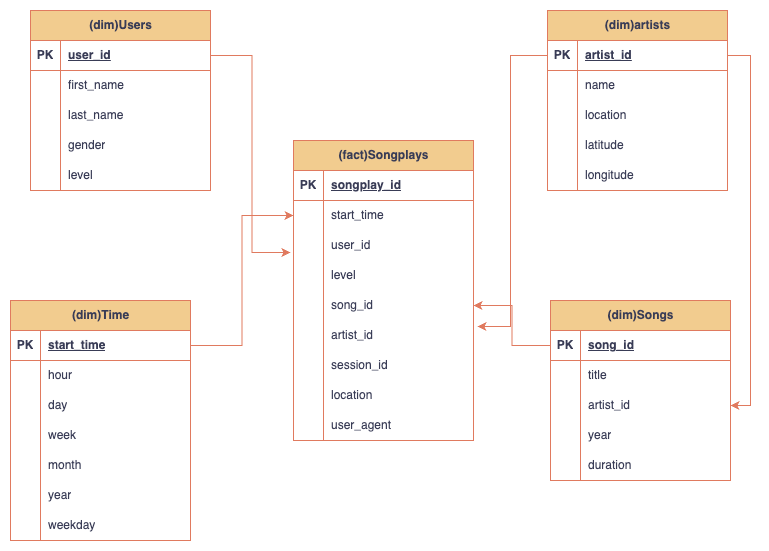 (dim)Users
PK user_id
first_name
last_name
gender
level
(dim)artists
PK artist_id
name
location
latitude
longitude
(fact)Songplays
PK songplay_id
start_time
user_id
level
song_id
artist_id
session_id
location
user_agent
(dim)Time
PK start_time
hour
day
week
month
year
weekday
(dim)Songs
PK song_id
title
artist_id
year
duration